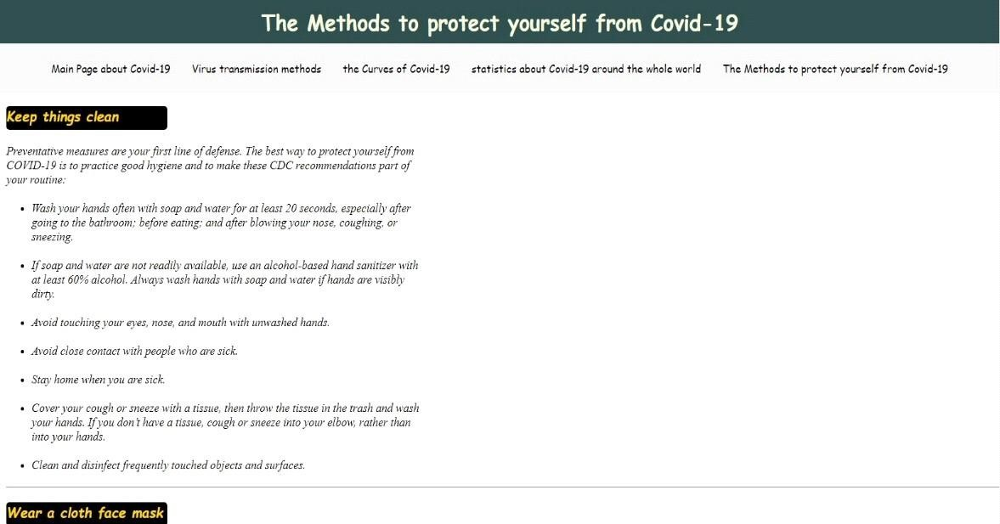 The Methods to protect yourself from Covid-19
Main Page about Covid-19 Virus transmission methods the Curves of Covid-19 statistics about Covid-19 around the whole world The Methods to protect yourself from Covid-19
Keep things clean
Preventative measures are your first line of defense. The best way to protect yourself from
COVID-19 is to practice good hygiene and to make these CDC recommendations part of
your routine:
• Wash your hands often with soap and water for at least 20 seconds, especially after
going to the bathroom; before eating; and after blowing your nose, coughing, or
sneezing.
• If soap and water are not readily available, use an alcohol-based hand sanitizer with
at least 60% alcohol. Always wash hands with soap and water if hands are visibly
dirty.
• Avoid touching your eyes, nose, and mouth with unwashed hands.
• Avoid close contact with people who are sick.
• Stay home when you are sick.
• Cover your cough or sneeze with a tissue, then throw the tissue in the trash and wash
your hands. If you don't have a tissue, cough or sneeze into your elbow, rather than
into your hands.
• Clean and disinfect frequently touched objects and surfaces.
Wear a cloth face mask